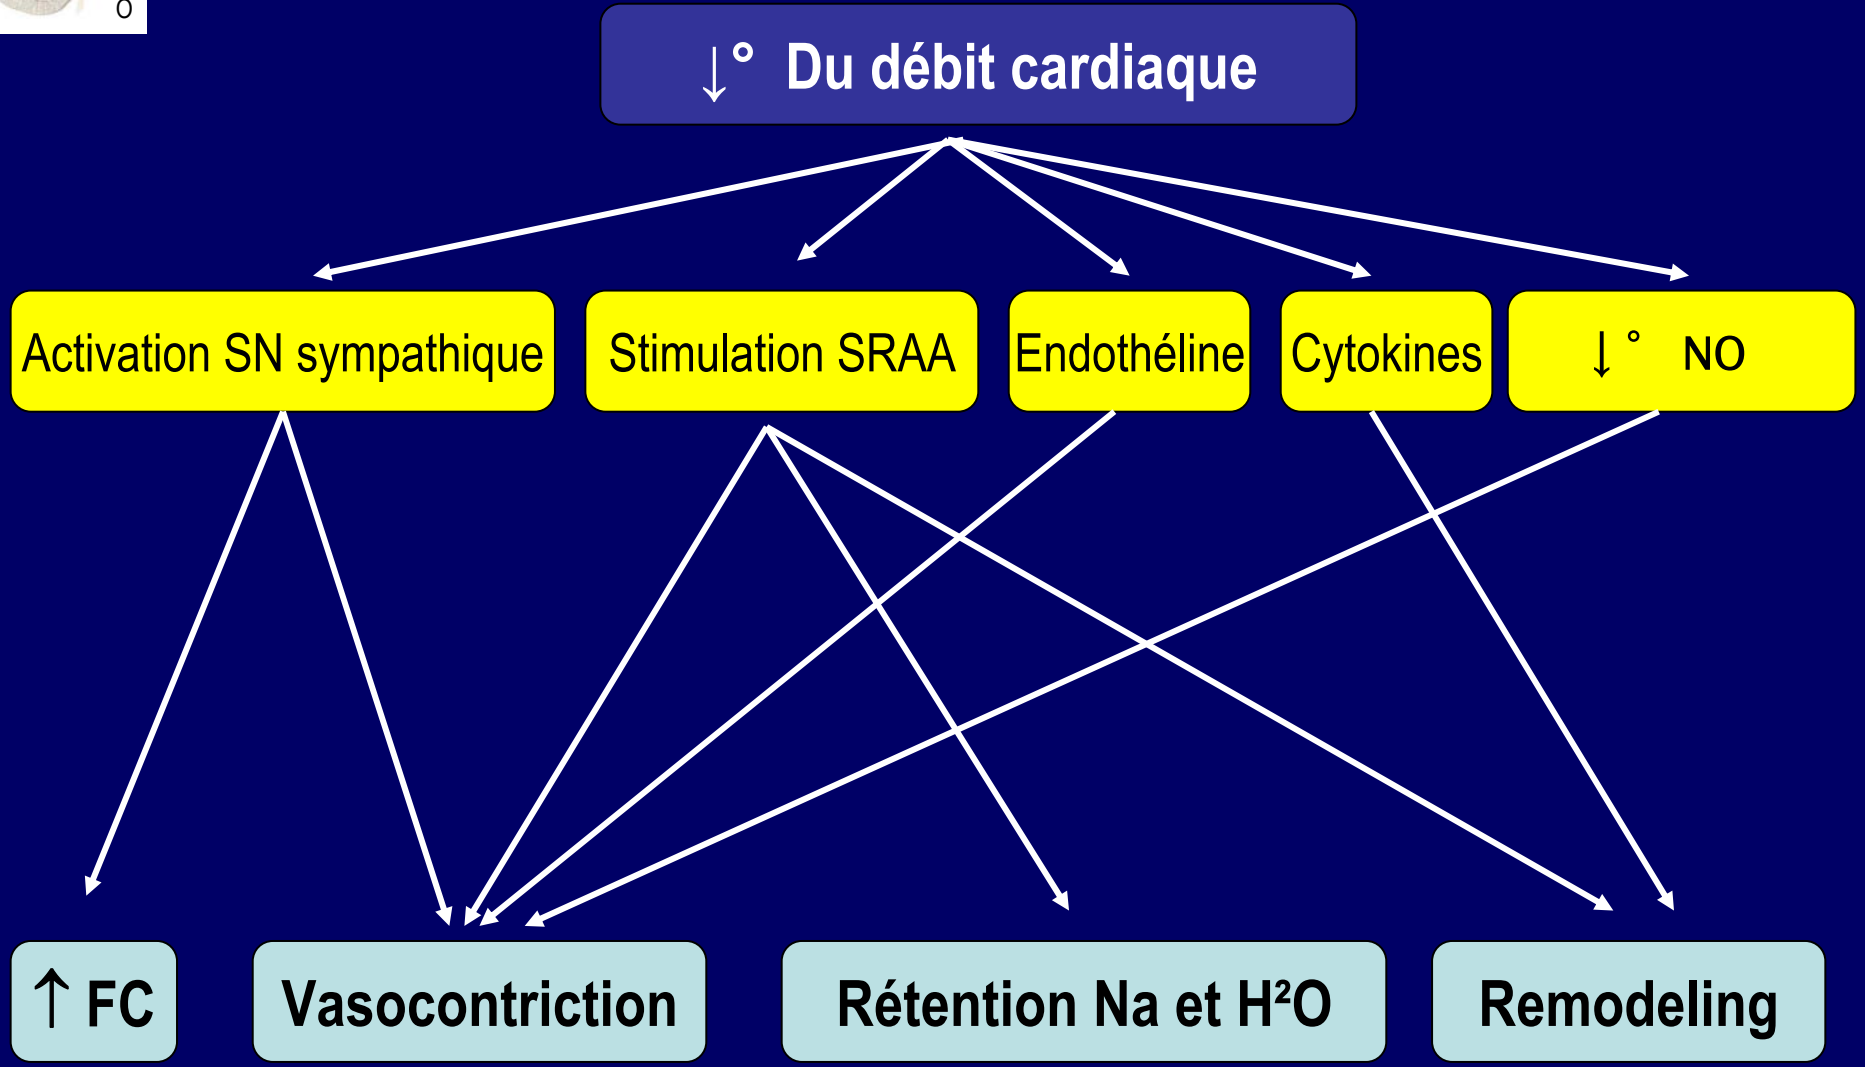 O
↓° Du débit cardiaque
Activation SN sympathique
Stimulation SRAA
Endothéline
Cytokines
↓° NO
↑ FC
Vasocontriction
Rétention Na et H²O
Remodeling